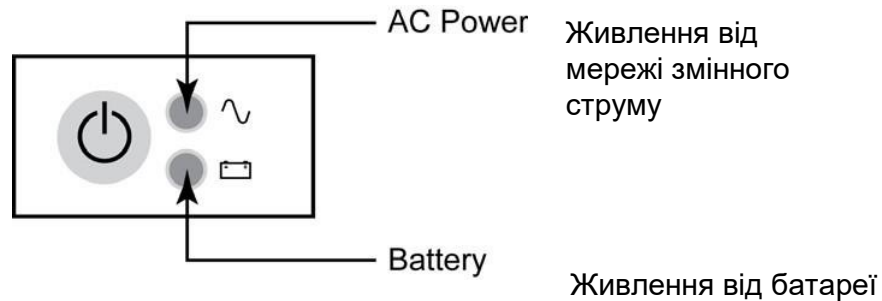 AC Power
Живлення від
мережі змінного
струму
Battery
Живлення від батареї